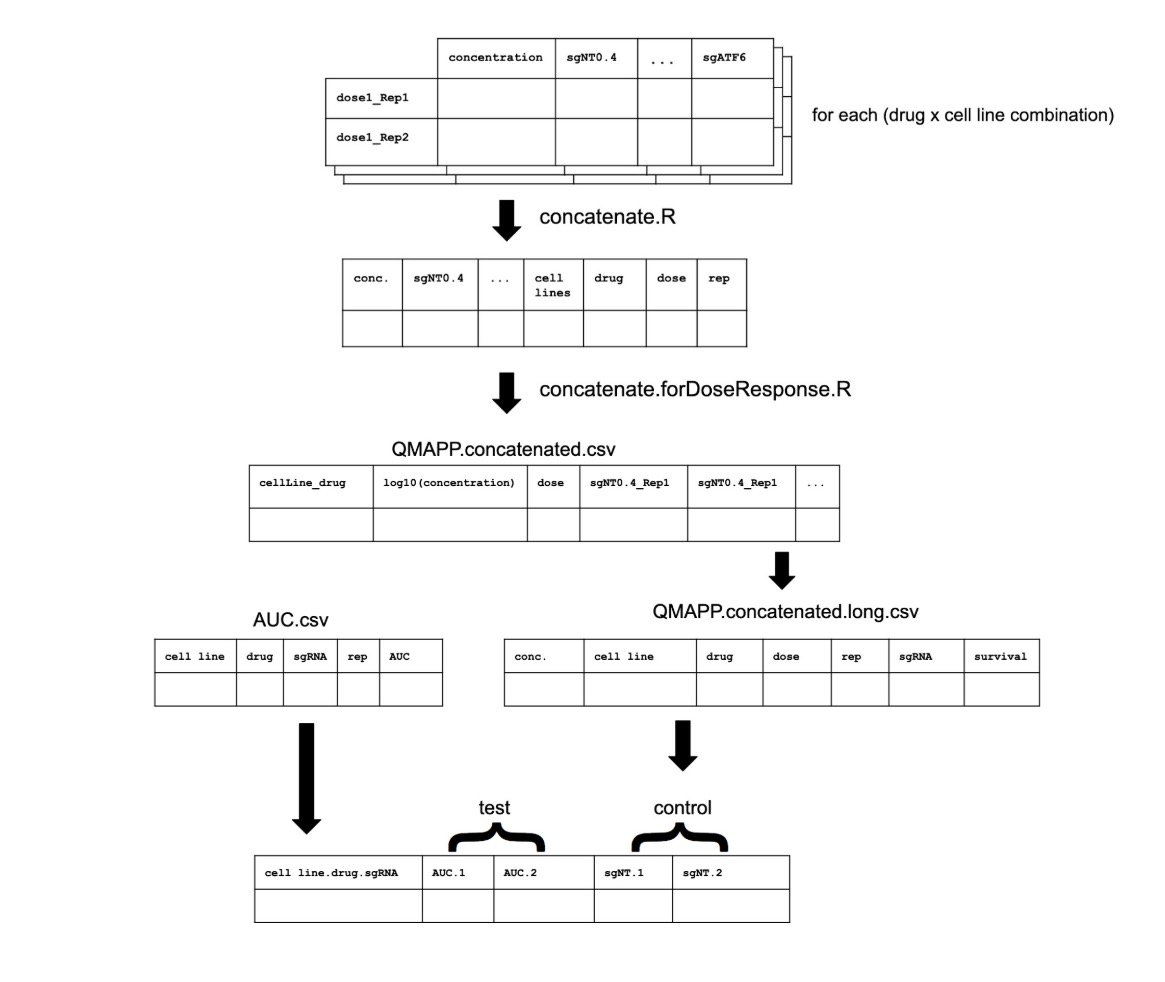 concentration sgNT0.4 ... sgATF6
dose1_Rep1
for each (drug x cell line combination)
dose1_Rep2
concatenate.R
conc. sgNT0.4 ... cell lines drug dose rep
concatenate.forDoseResponse.R
QMAPP.concatenated.csv
cellLine_drug log10(concentration) dose sgNT0.4_Rep1 sgNT0.4_Rep1 ...
AUC.csv
cell line drug sgRNA rep AUC
QMAPP.concatenated.long.csv
conc. cell line drug dose rep sgRNA survival
test control
cell line.drug.sgRNA AUC.1 AUC.2 sgNT.1 sgNT.2